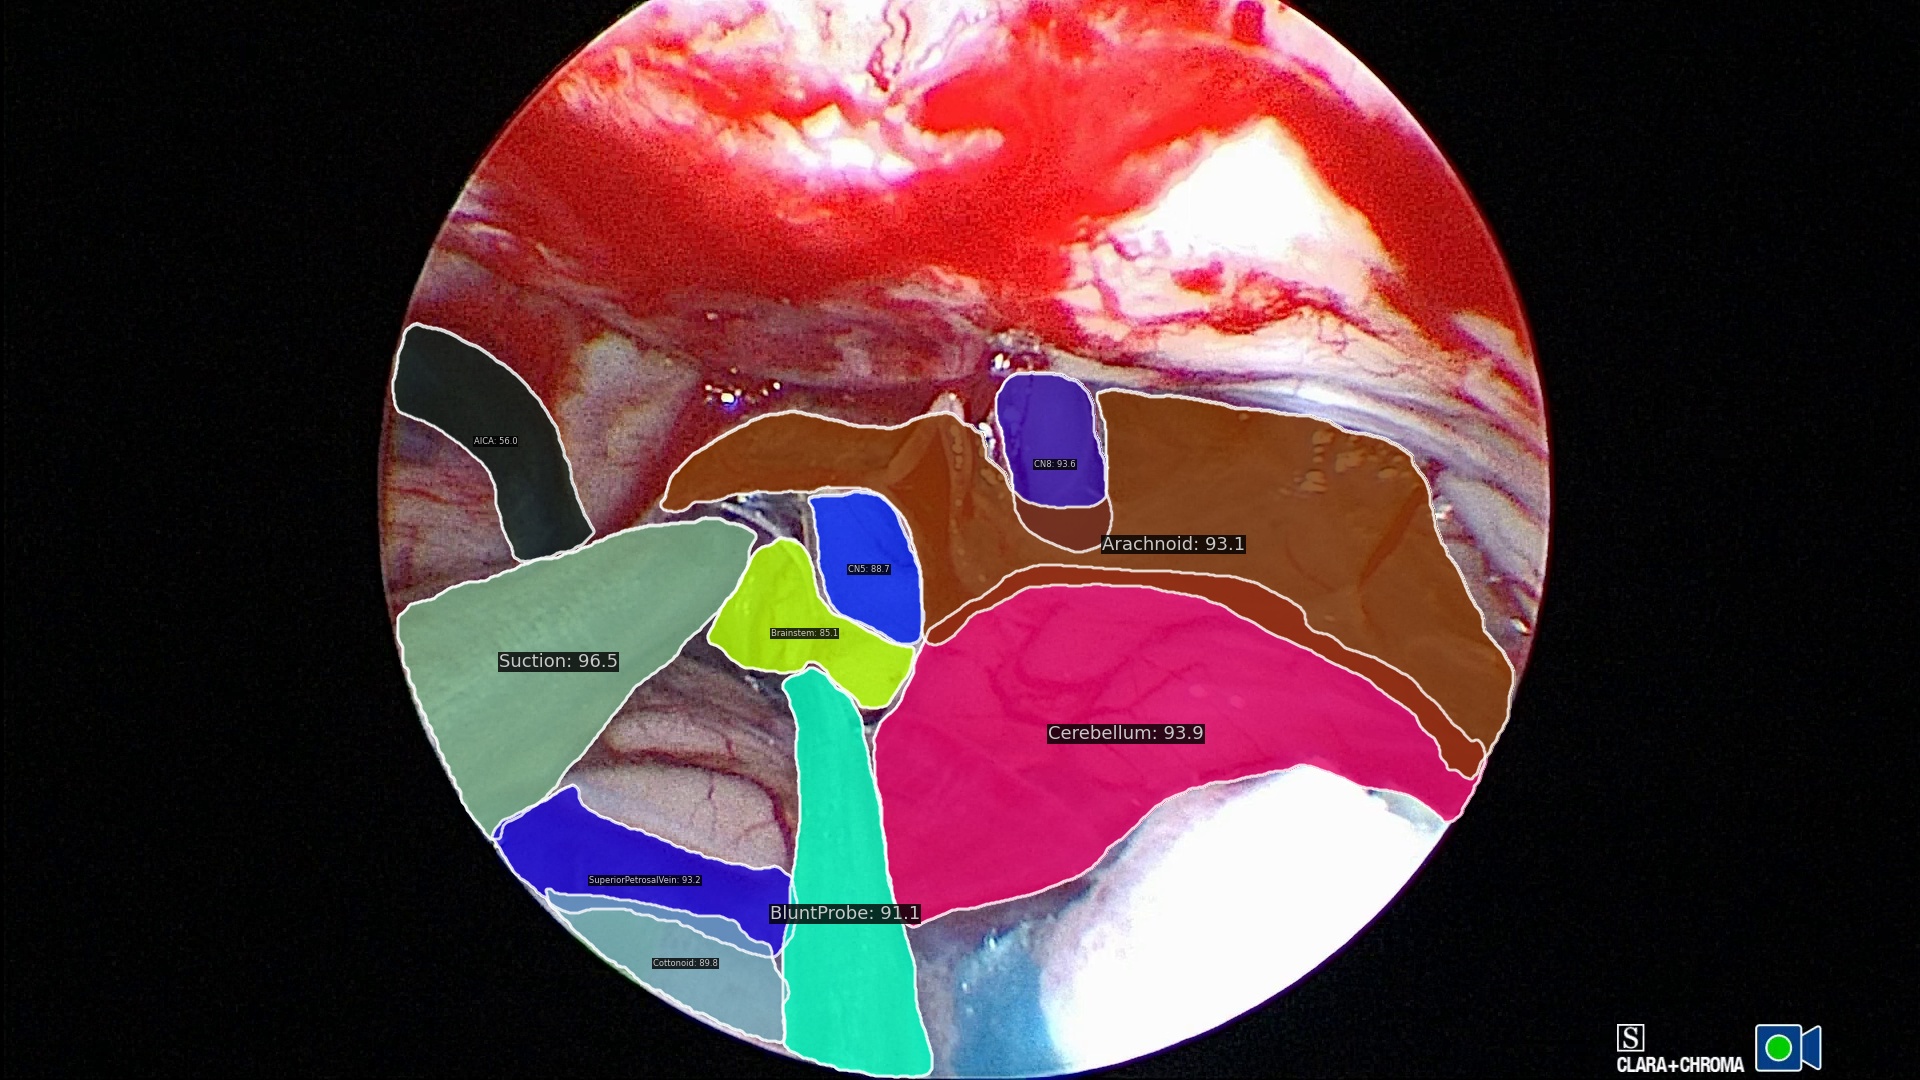 AICA: 56.0
CN8: 93.6
Arachnoid: 93.1
CN5: 88.7
Brainstem: 85.1
Suction: 96.5
Cerebellum: 93.9
SuperiorPetrosalVein: 93.2
BluntProbe: 91.1
Cottonoid: 89.8
S
CLARA+CHROMA